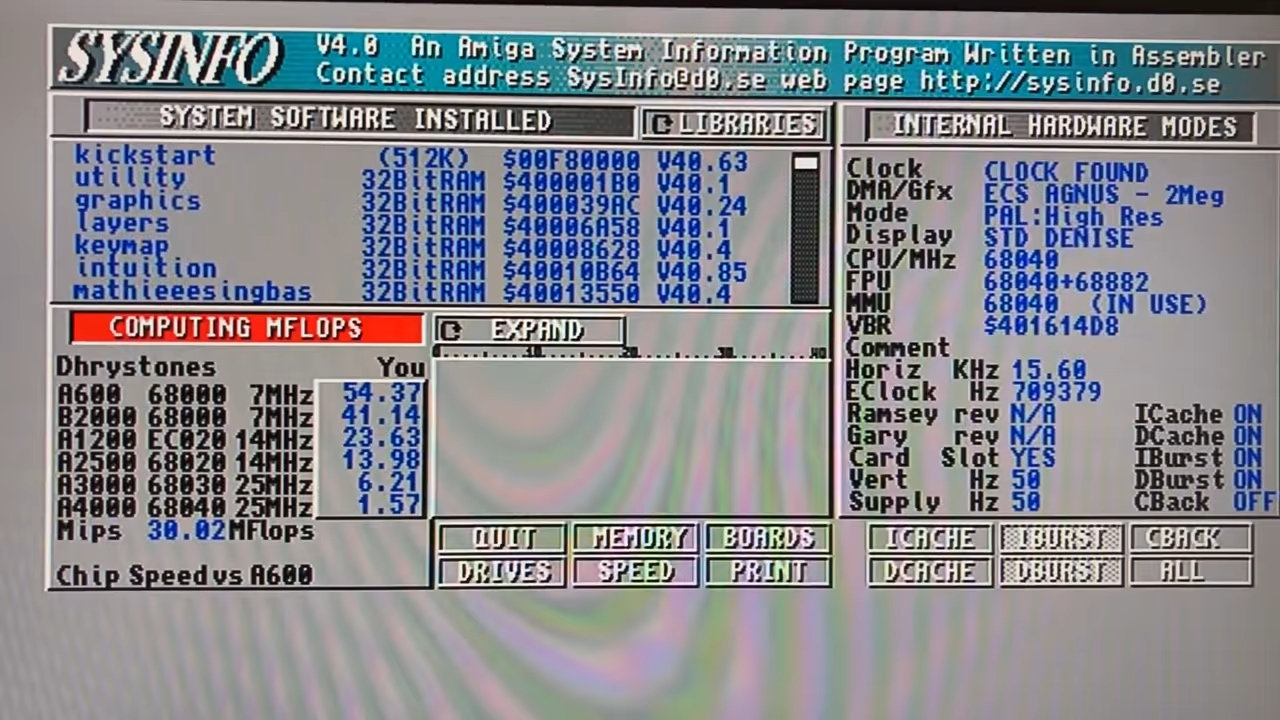 SYSINFO
V4.0 An Amiga System Information Program Written in Assembler
Contact address SysInfo@d0.se web page http://sysinfo.d0.se
SYSTEM SOFTWARE INSTALLED
LIBRARIES
kickstart (512K) $00F80000 V40.63
utility 32BitRAM $400001B0 V40.1
graphics 32BitRAM $400039AC V40.24
layers 32BitRAM $40006A58 V40.1
keymap 32BitRAM $40008628 V40.4
intuition 32BitRAM $40010B64 V40.85
mathieeesingbas 32BitRAM $40013550 V40.4
INTERNAL HARDWARE MODES
Clock CLOCK FOUND
DMA/Gfx ECS AGNUS - 2Meg
Mode PAL:High Res
Display STD DENISE
CPU/MHz 68040
FPU 68040+68882
MMU 68040 (IN USE)
VBR $401614D8
Comment
Horiz KHz 15.60
EClock Hz 709379
Ramsey rev N/A ICache ON
Gary rev N/A DCache ON
Card Slot YES IBurst ON
Vert Hz 50 DBurst ON
Supply Hz 50 CBack OFF
COMPUTING MFLOPS
EXPAND
10 20 30 40
Dhrystones You
A600 68000 7MHz 54.37
B2000 68000 7MHz 41.14
A1200 EC020 14MHz 23.63
A2500 68020 14MHz 13.98
A3000 68030 25MHz 6.21
A4000 68040 25MHz 1.57
Mips 30.02 MFlops
Chip Speed vs A600
QUIT MEMORY BOARDS
DRIVES SPEED PRINT
ICACHE IBURST CBACK
DCACHE DBURST ALL